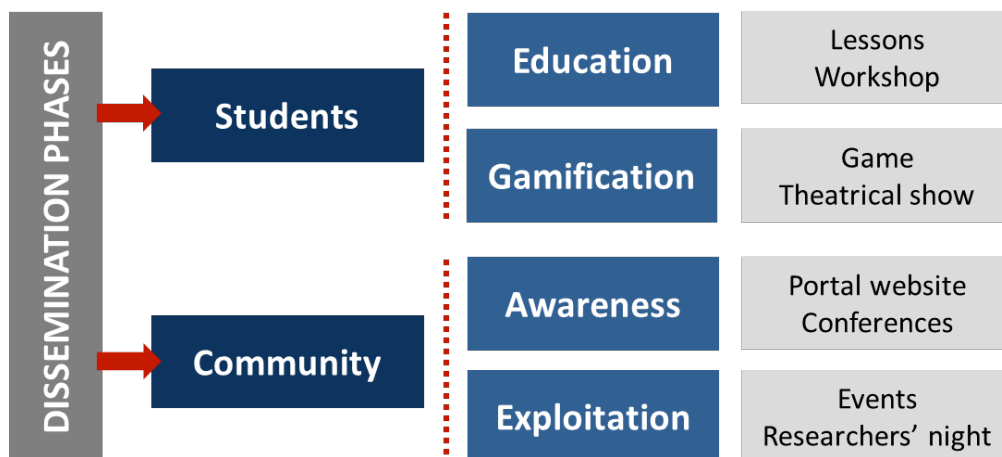 DISSEMINATION PHASES
Students
Education
Lessons
Workshop
Gamification
Game
Theatrical show
Community
Awareness
Portal website
Conferences
Exploitation
Events
Researchers’ night